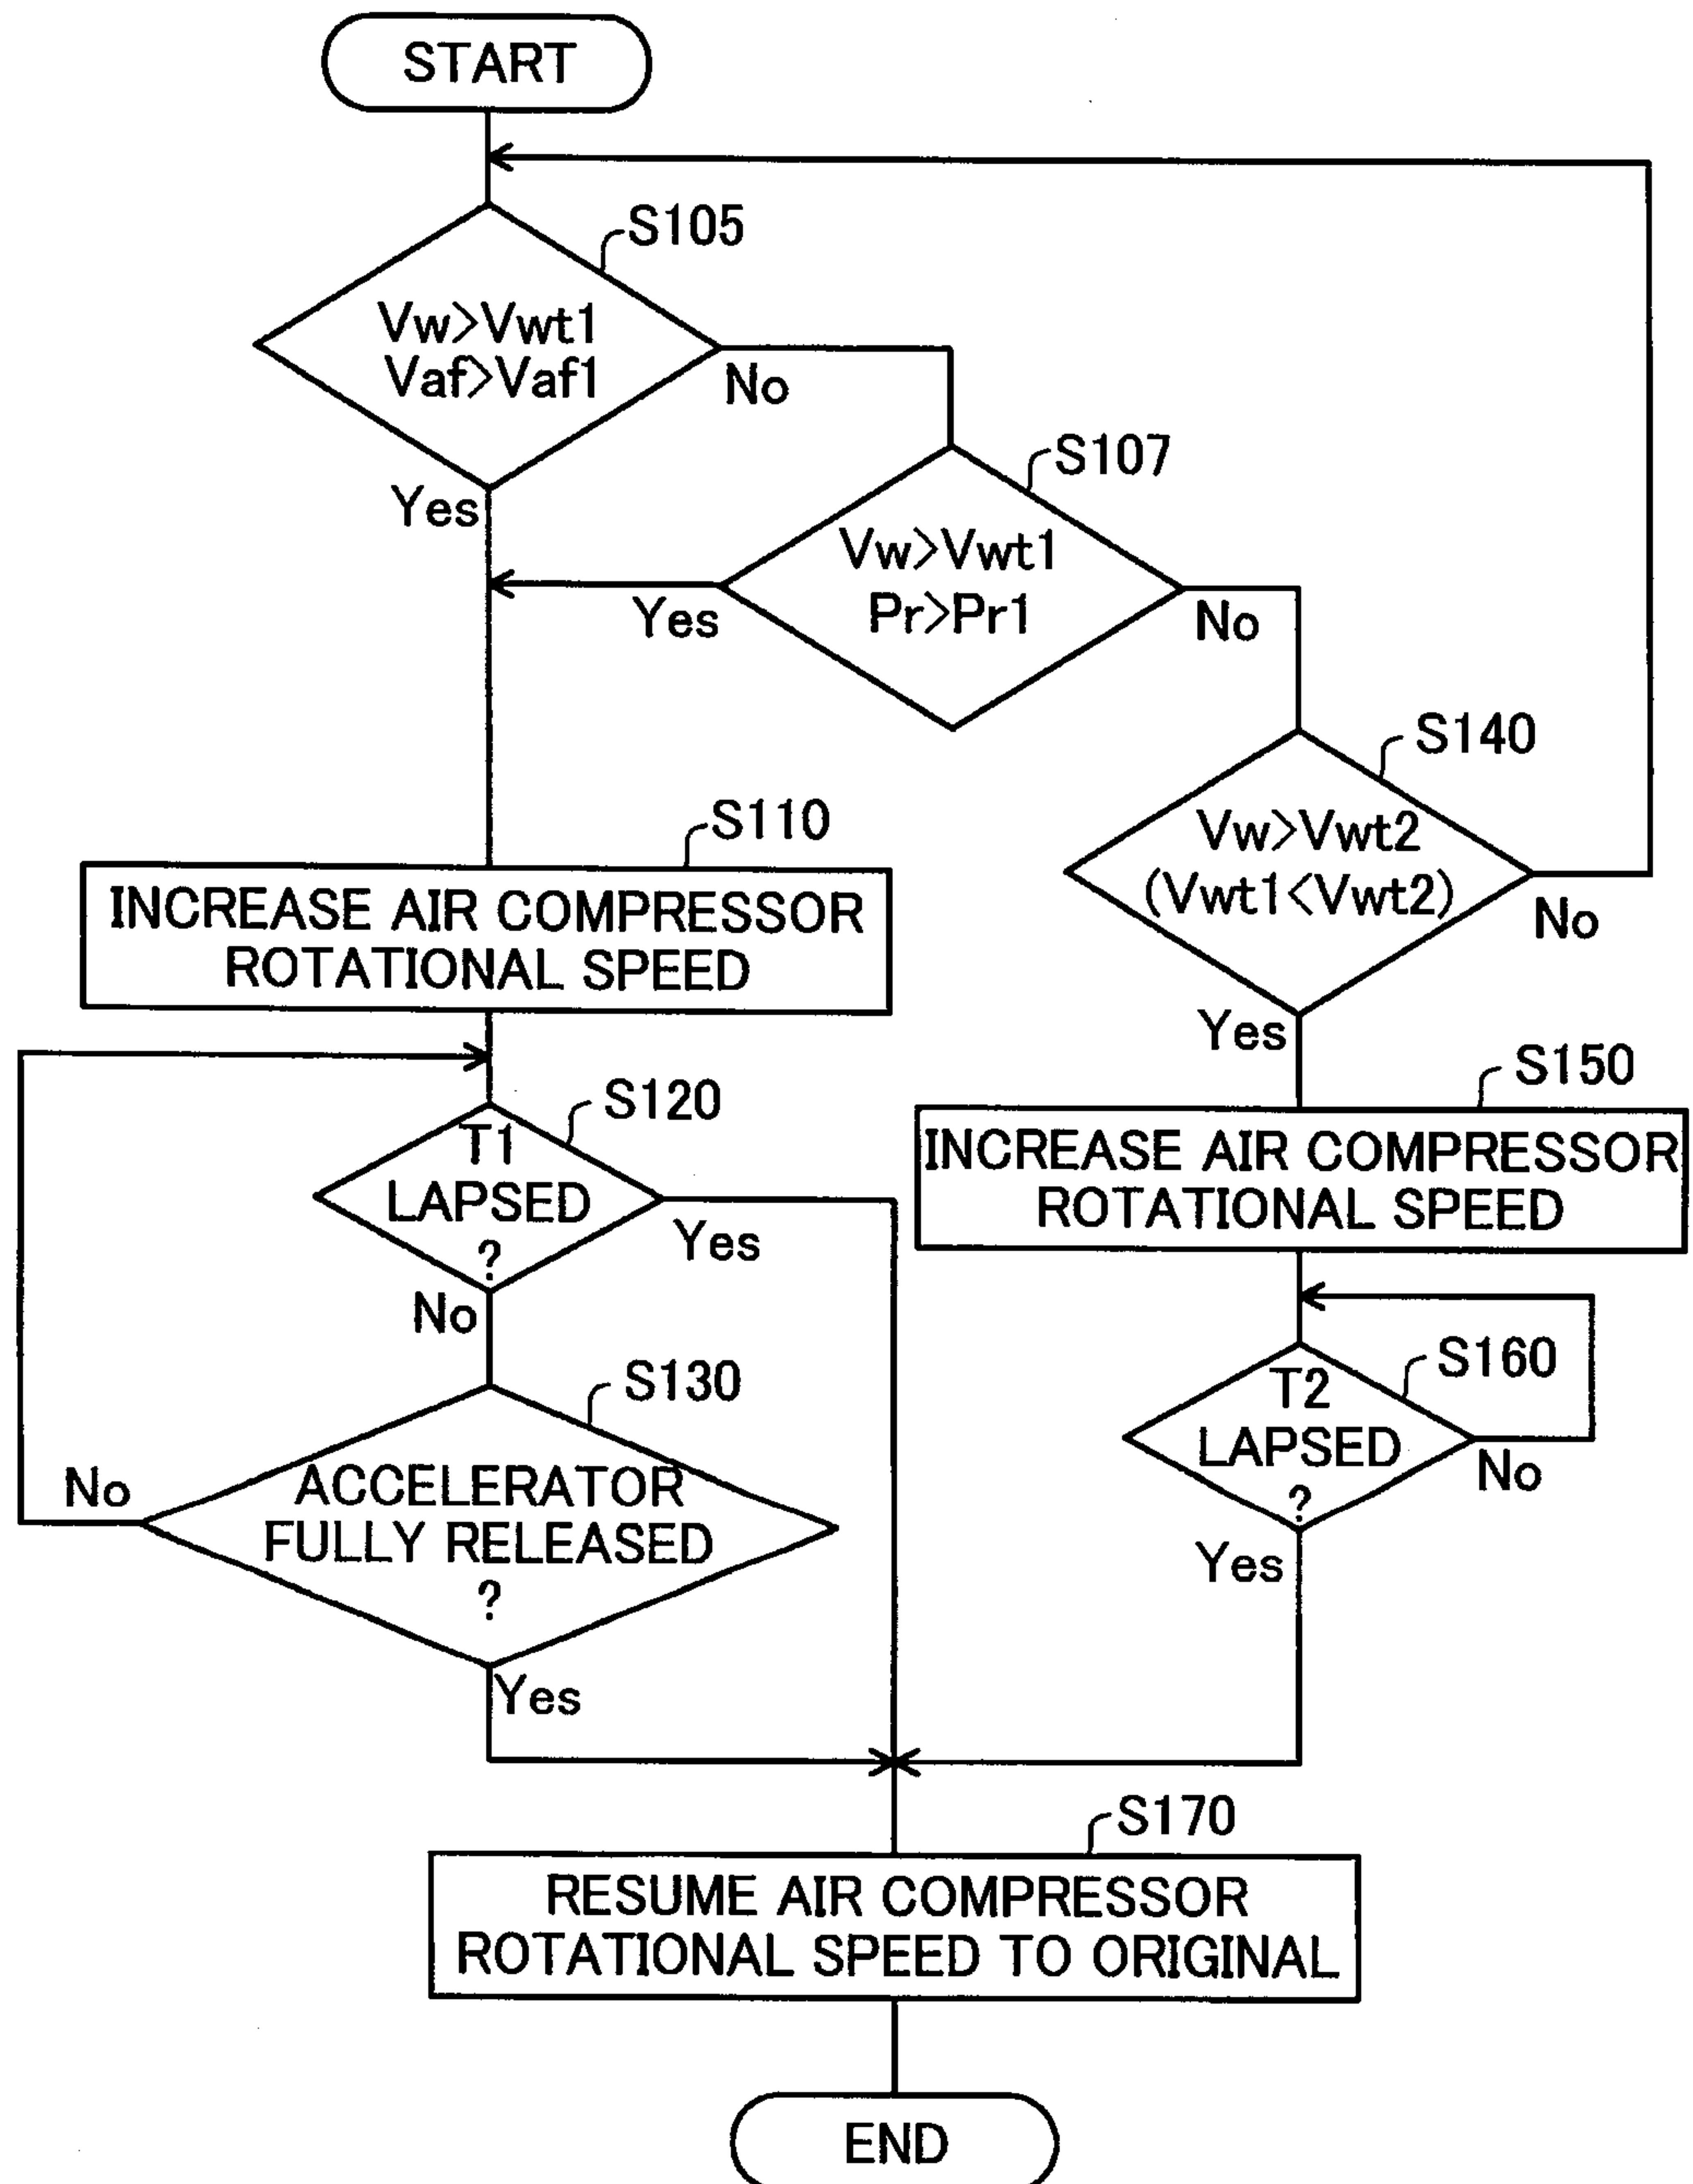 START
S105
Vw>Vwt1
Vaf>Vaf1
No
Yes
S107
Vw>Vwt1
Pr>Pr1
Yes
No
S140
Vw>Vwt2
(Vwt1<Vwt2)
No
Yes
S110
INCREASE AIR COMPRESSOR
ROTATIONAL SPEED
S150
INCREASE AIR COMPRESSOR
ROTATIONAL SPEED
S120
T1
LAPSED
?
Yes
No
S160
T2
LAPSED
?
No
Yes
S130
ACCELERATOR
FULLY RELEASED
?
No
Yes
S170
RESUME AIR COMPRESSOR
ROTATIONAL SPEED TO ORIGINAL
END